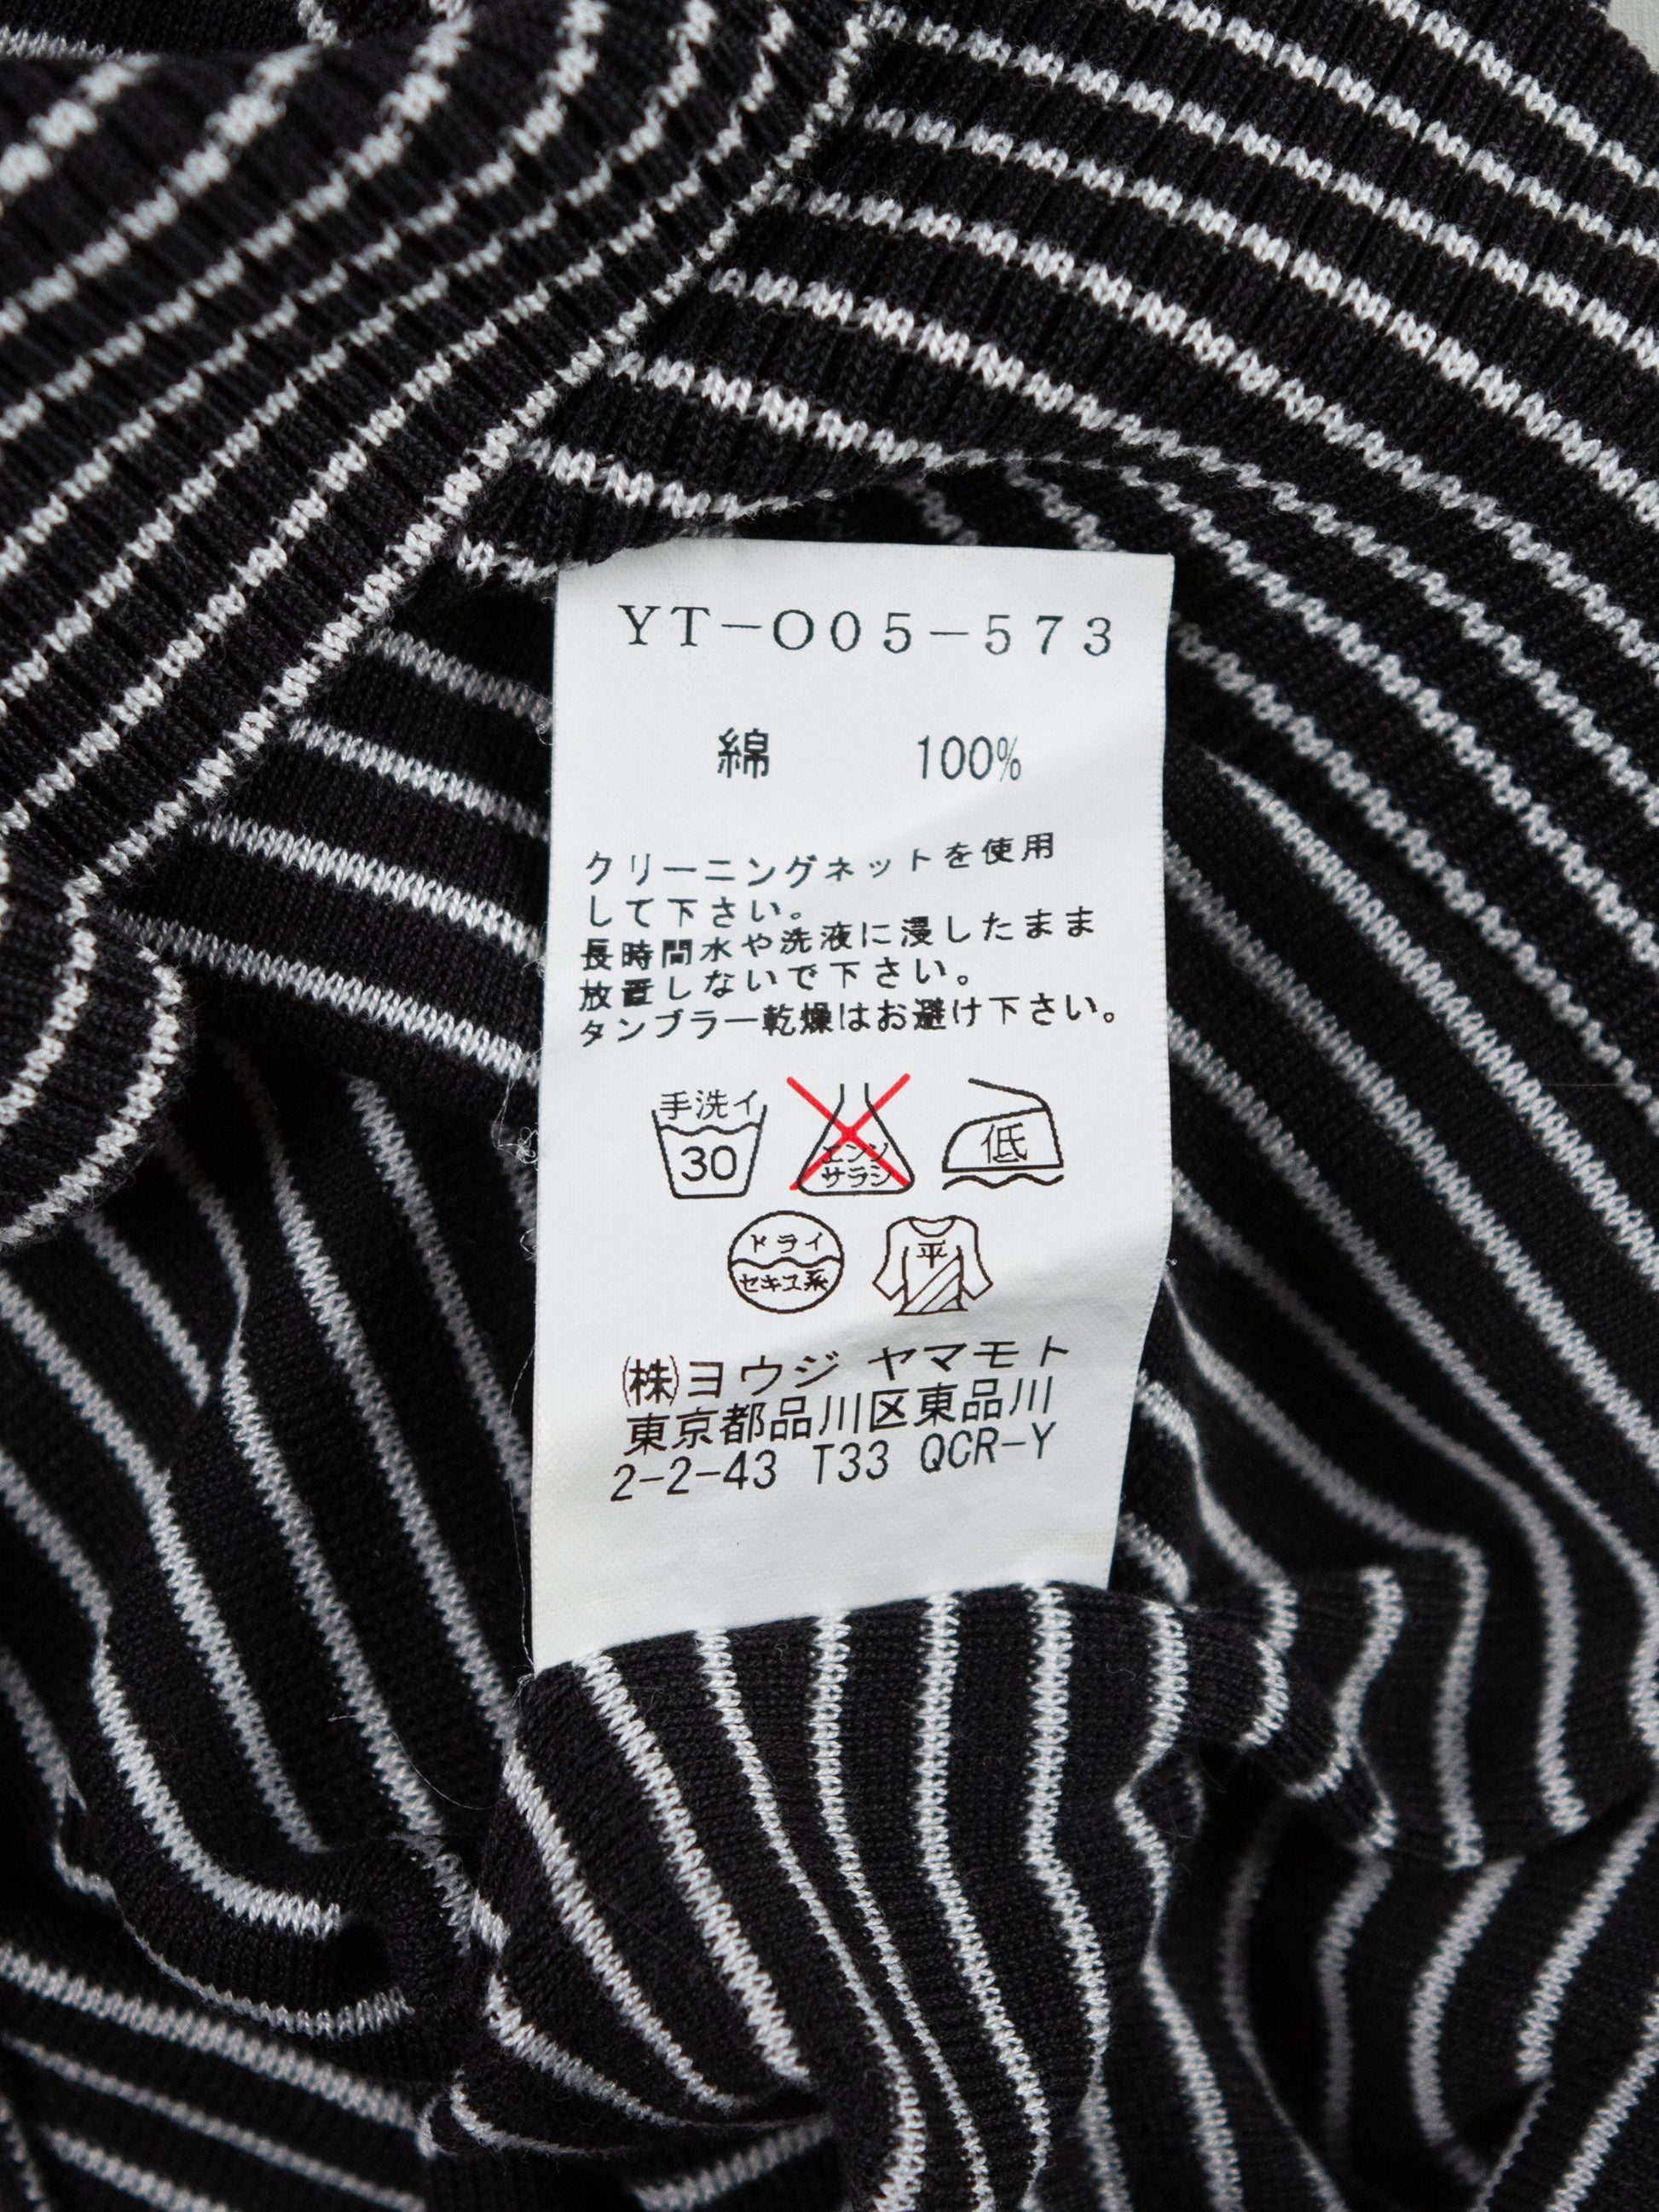 YT-O05-573
綿 100%
クリーニングネットを使用
して下さい。
長時間水や洗液に浸したまま
放置しないで下さい。
タンブラー乾燥はお避け下さい。
手洗イ
30
エンソ
サラシ
低
ドライ
セキユ系
平
(株)ヨウジ ヤマモト
東京都品川区東品川
2-2-43 T33 QCR-Y